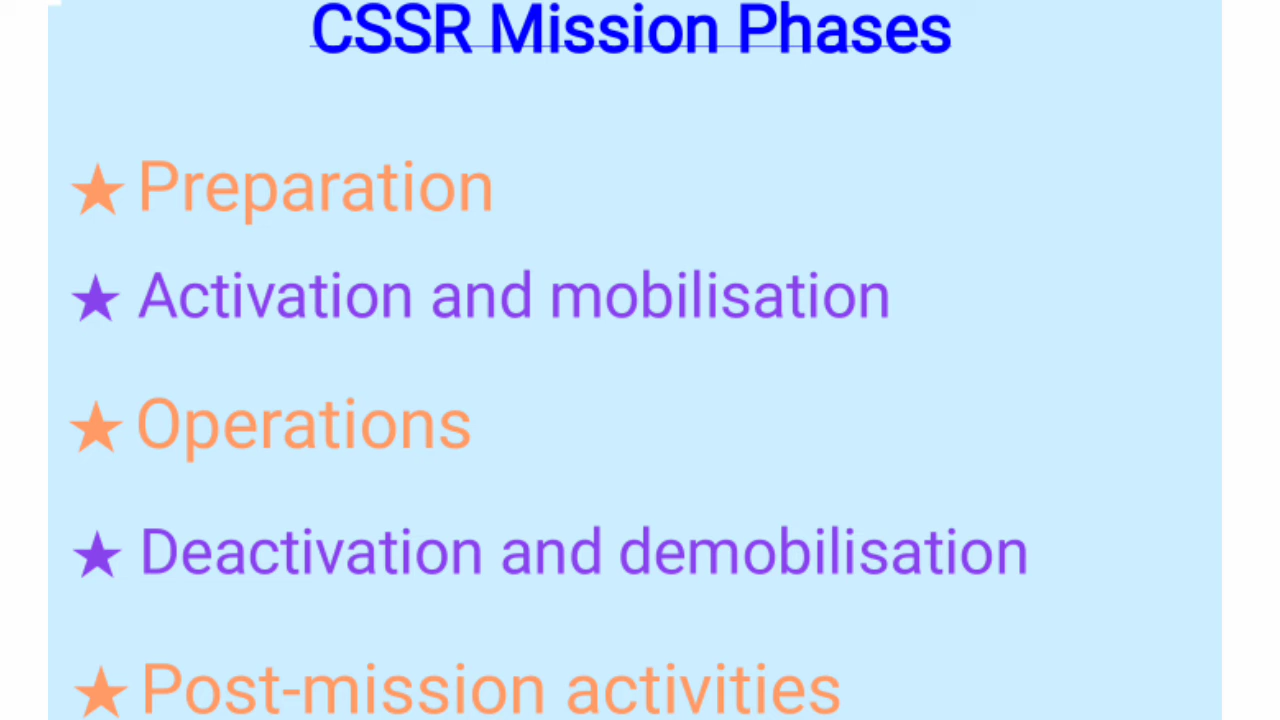 CSSR Mission Phases
★ Preparation
★ Activation and mobilisation
★ Operations
★ Deactivation and demobilisation
★ Post-mission activities